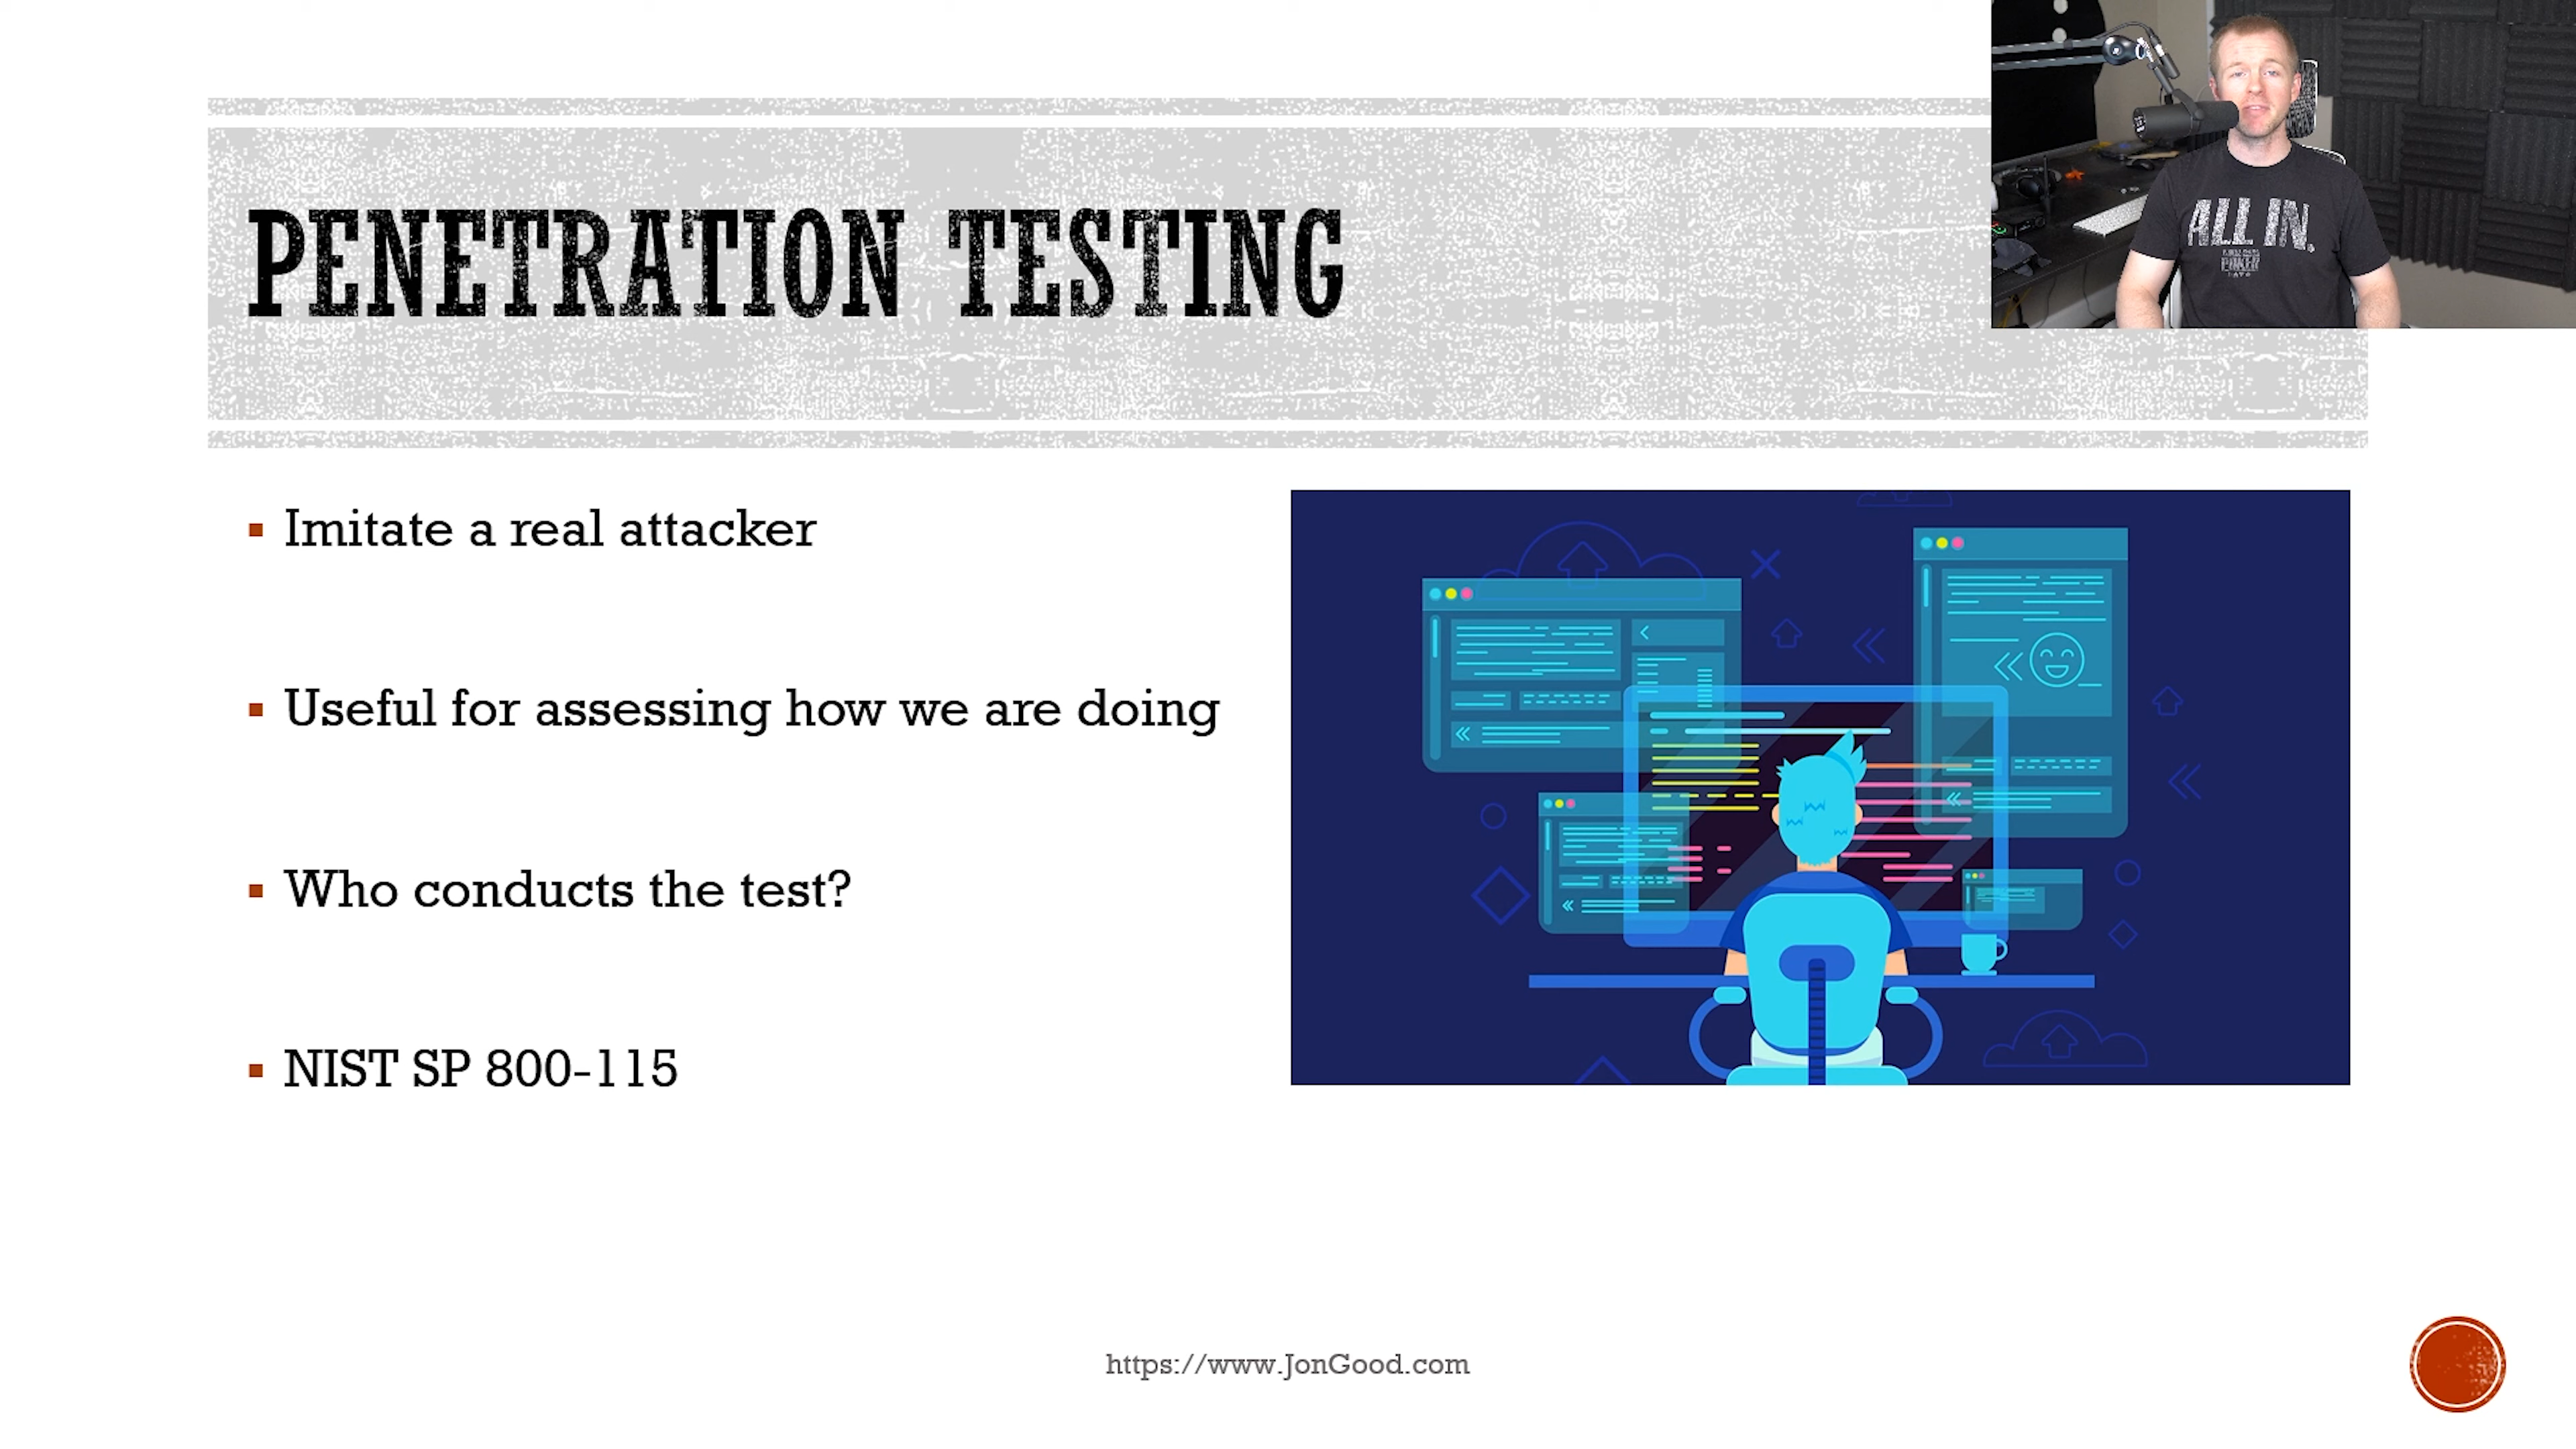 PENETRATION TESTING
ALL IN.
Imitate a real attacker
Useful for assessing how we are doing
Who conducts the test?
NIST SP 800-115
https://www.JonGood.com